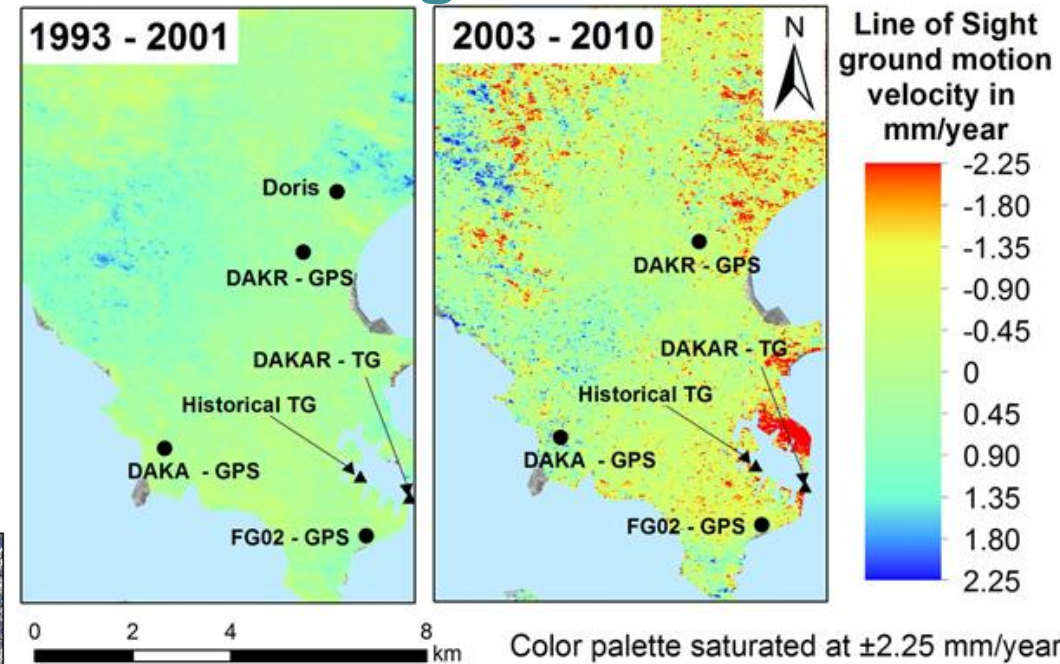 1993 - 2001
Doris
DAKR - GPS
DAKAR - TG
Historical TG
DAKA - GPS
FG02 - GPS
2003 - 2010
N
DAKR - GPS
DAKAR - TG
Historical TG
DAKA - GPS
FG02 - GPS
Line of Sight
ground motion
velocity in
mm/year
-2.25
-1.80
-1.35
-0.90
-0.45
0
0.45
0.90
1.35
1.80
2.25
0 2 4 8
km
Color palette saturated at ±2.25 mm/year